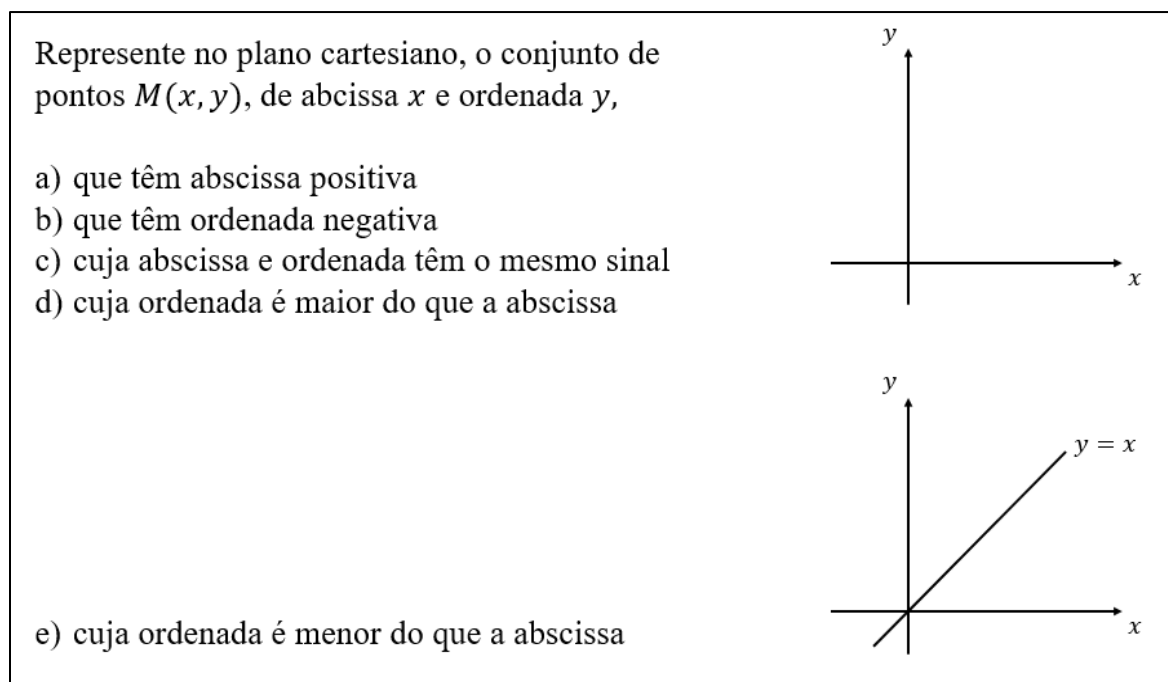 Represente no plano cartesiano, o conjunto de
pontos M(x, y), de abcissa x e ordenada y,
a) que têm abscissa positiva
b) que têm ordenada negativa
c) cuja abscissa e ordenada têm o mesmo sinal
d) cuja ordenada é maior do que a abscissa
e) cuja ordenada é menor do que a abscissa
y
x
y
y = x
x